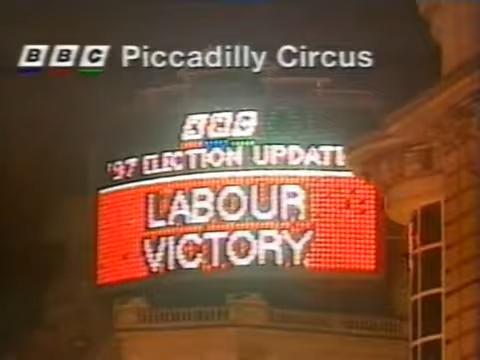 BBC Piccadilly Circus
BBC
'97 ELECTION UPDATE
LABOUR
VICTORY